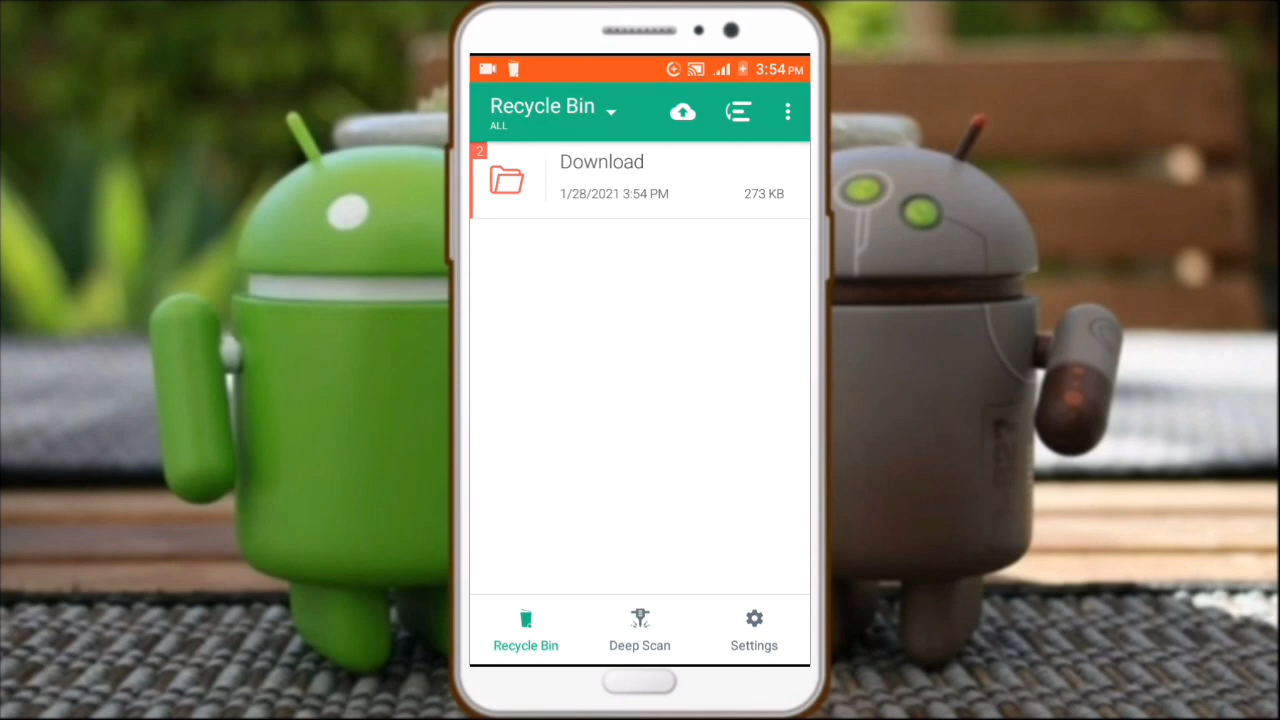 3:54 PM
Recycle Bin
ALL
2
Download
1/28/2021 3:54 PM 273 KB
Recycle Bin Deep Scan Settings